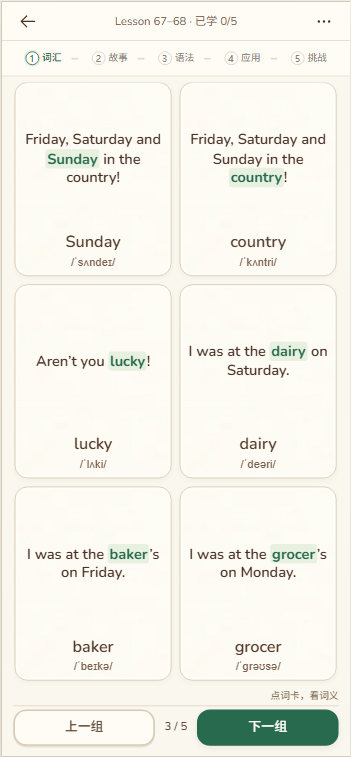 Lesson 67–68 · 已学 0/5
1 词汇 – 2 故事 – 3 语法 – 4 应用 – 5 挑战
Friday, Saturday and
Sunday in the
country!
Sunday
/ˈsʌndeɪ/
Friday, Saturday and
Sunday in the
country!
country
/ˈkʌntri/
Aren't you lucky!
lucky
/ˈlʌki/
I was at the dairy on
Saturday.
dairy
/ˈdeəri/
I was at the baker's
on Friday.
baker
/ˈbeɪkə/
I was at the grocer's
on Monday.
grocer
/ˈɡrəʊsə/
点词卡，看词义
上一组
3 / 5
下一组